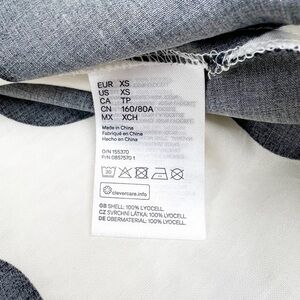 EUR XS
US XS
CA TP
CN 160/80A
MX XCH
Made in China
Fabriqué en Chine
Hecho en China
O/N 155370
P/N 0857570 1
30
clevercare.info
GB SHELL: 100% LYOCELL.
CZ SVRCHNÍ LÁTKA: 100% LYOCELL.
DE OBERMATERIAL: 100% LYOCELL.